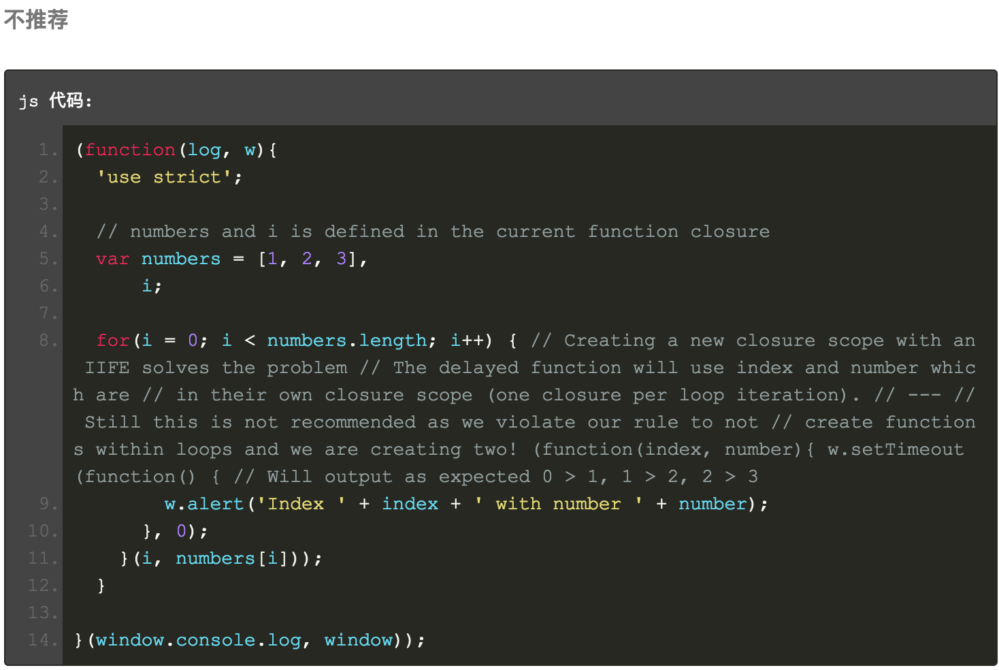 不推荐
js 代码:
1. (function(log, w){
2.   'use strict';
3.
4.   // numbers and i is defined in the current function closure
5.   var numbers = [1, 2, 3],
6.       i;
7.
8.   for(i = 0; i < numbers.length; i++) { // Creating a new closure scope with an
 IIFE solves the problem // The delayed function will use index and number whic
h are // in their own closure scope (one closure per loop iteration). // --- //
 Still this is not recommended as we violate our rule to not // create function
s within loops and we are creating two! (function(index, number){ w.setTimeout
(function() { // Will output as expected 0 > 1, 1 > 2, 2 > 3
9.         w.alert('Index ' + index + ' with number ' + number);
10.       }, 0);
11.     }(i, numbers[i]));
12.   }
13.
14. }(window.console.log, window));